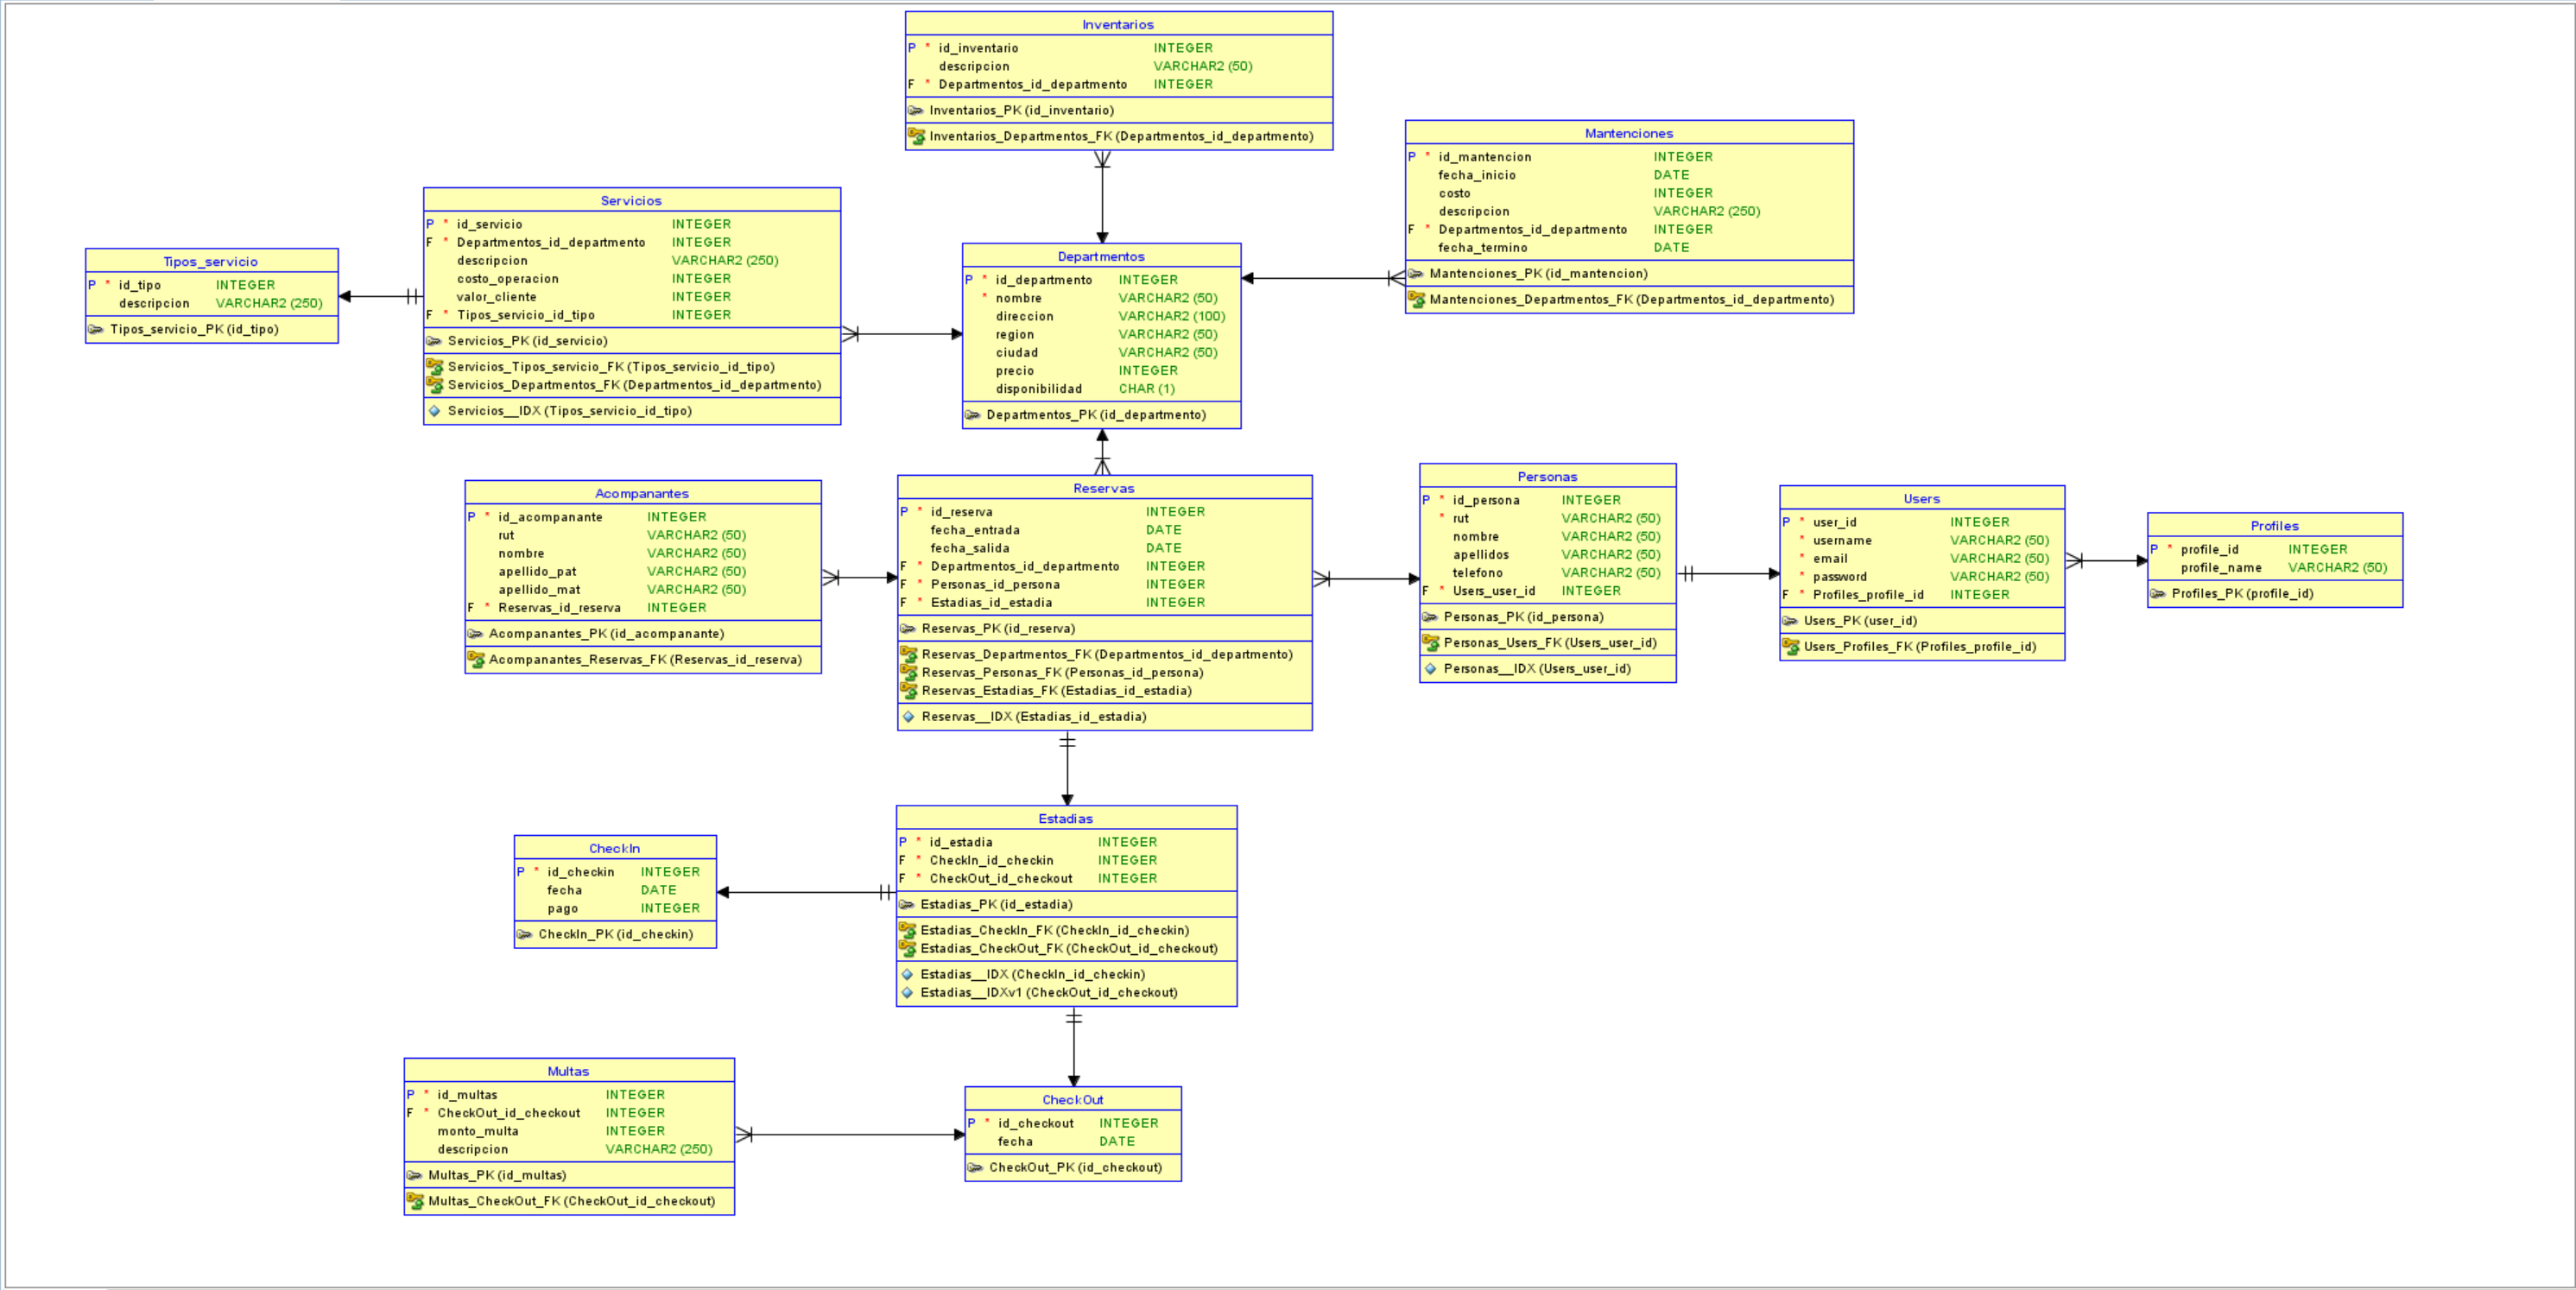 Inventarios
P * id_inventario INTEGER
descripcion VARCHAR2 (50)
F * Departmentos_id_departmento INTEGER
Inventarios_PK (id_inventario)
Inventarios_Departmentos_FK (Departmentos_id_departmento)
Mantenciones
P * id_mantencion INTEGER
fecha_inicio DATE
costo INTEGER
descripcion VARCHAR2 (250)
F * Departmentos_id_departmento INTEGER
fecha_termino DATE
Mantenciones_PK (id_mantencion)
Mantenciones_Departmentos_FK (Departmentos_id_departmento)
Servicios
P * id_servicio INTEGER
F * Departmentos_id_departmento INTEGER
descripcion VARCHAR2 (250)
costo_operacion INTEGER
valor_cliente INTEGER
F * Tipos_servicio_id_tipo INTEGER
Servicios_PK (id_servicio)
Servicios_Tipos_servicio_FK (Tipos_servicio_id_tipo)
Servicios_Departmentos_FK (Departmentos_id_departmento)
Servicios__IDX (Tipos_servicio_id_tipo)
Tipos_servicio
P * id_tipo INTEGER
descripcion VARCHAR2 (250)
Tipos_servicio_PK (id_tipo)
Departmentos
P * id_departmento INTEGER
* nombre VARCHAR2 (50)
direccion VARCHAR2 (100)
region VARCHAR2 (50)
ciudad VARCHAR2 (50)
precio INTEGER
disponibilidad CHAR (1)
Departmentos_PK (id_departmento)
Acompanantes
P * id_acompanante INTEGER
rut VARCHAR2 (50)
nombre VARCHAR2 (50)
apellido_pat VARCHAR2 (50)
apellido_mat VARCHAR2 (50)
F * Reservas_id_reserva INTEGER
Acompanantes_PK (id_acompanante)
Acompanantes_Reservas_FK (Reservas_id_reserva)
Reservas
P * id_reserva INTEGER
fecha_entrada DATE
fecha_salida DATE
F * Departmentos_id_departmento INTEGER
F * Personas_id_persona INTEGER
F * Estadias_id_estadia INTEGER
Reservas_PK (id_reserva)
Reservas_Departmentos_FK (Departmentos_id_departmento)
Reservas_Personas_FK (Personas_id_persona)
Reservas_Estadias_FK (Estadias_id_estadia)
Reservas__IDX (Estadias_id_estadia)
Personas
P * id_persona INTEGER
* rut VARCHAR2 (50)
nombre VARCHAR2 (50)
apellidos VARCHAR2 (50)
telefono VARCHAR2 (50)
F * Users_user_id INTEGER
Personas_PK (id_persona)
Personas_Users_FK (Users_user_id)
Personas__IDX (Users_user_id)
Users
P * user_id INTEGER
* username VARCHAR2 (50)
* email VARCHAR2 (50)
* password VARCHAR2 (50)
F * Profiles_profile_id INTEGER
Users_PK (user_id)
Users_Profiles_FK (Profiles_profile_id)
Profiles
P * profile_id INTEGER
profile_name VARCHAR2 (50)
Profiles_PK (profile_id)
Estadias
P * id_estadia INTEGER
F * CheckIn_id_checkin INTEGER
F * CheckOut_id_checkout INTEGER
Estadias_PK (id_estadia)
Estadias_CheckIn_FK (CheckIn_id_checkin)
Estadias_CheckOut_FK (CheckOut_id_checkout)
Estadias__IDX (CheckIn_id_checkin)
Estadias__IDXv1 (CheckOut_id_checkout)
CheckIn
P * id_checkin INTEGER
fecha DATE
pago INTEGER
CheckIn_PK (id_checkin)
Multas
P * id_multas INTEGER
F * CheckOut_id_checkout INTEGER
monto_multa INTEGER
descripcion VARCHAR2 (250)
Multas_PK (id_multas)
Multas_CheckOut_FK (CheckOut_id_checkout)
CheckOut
P * id_checkout INTEGER
fecha DATE
CheckOut_PK (id_checkout)